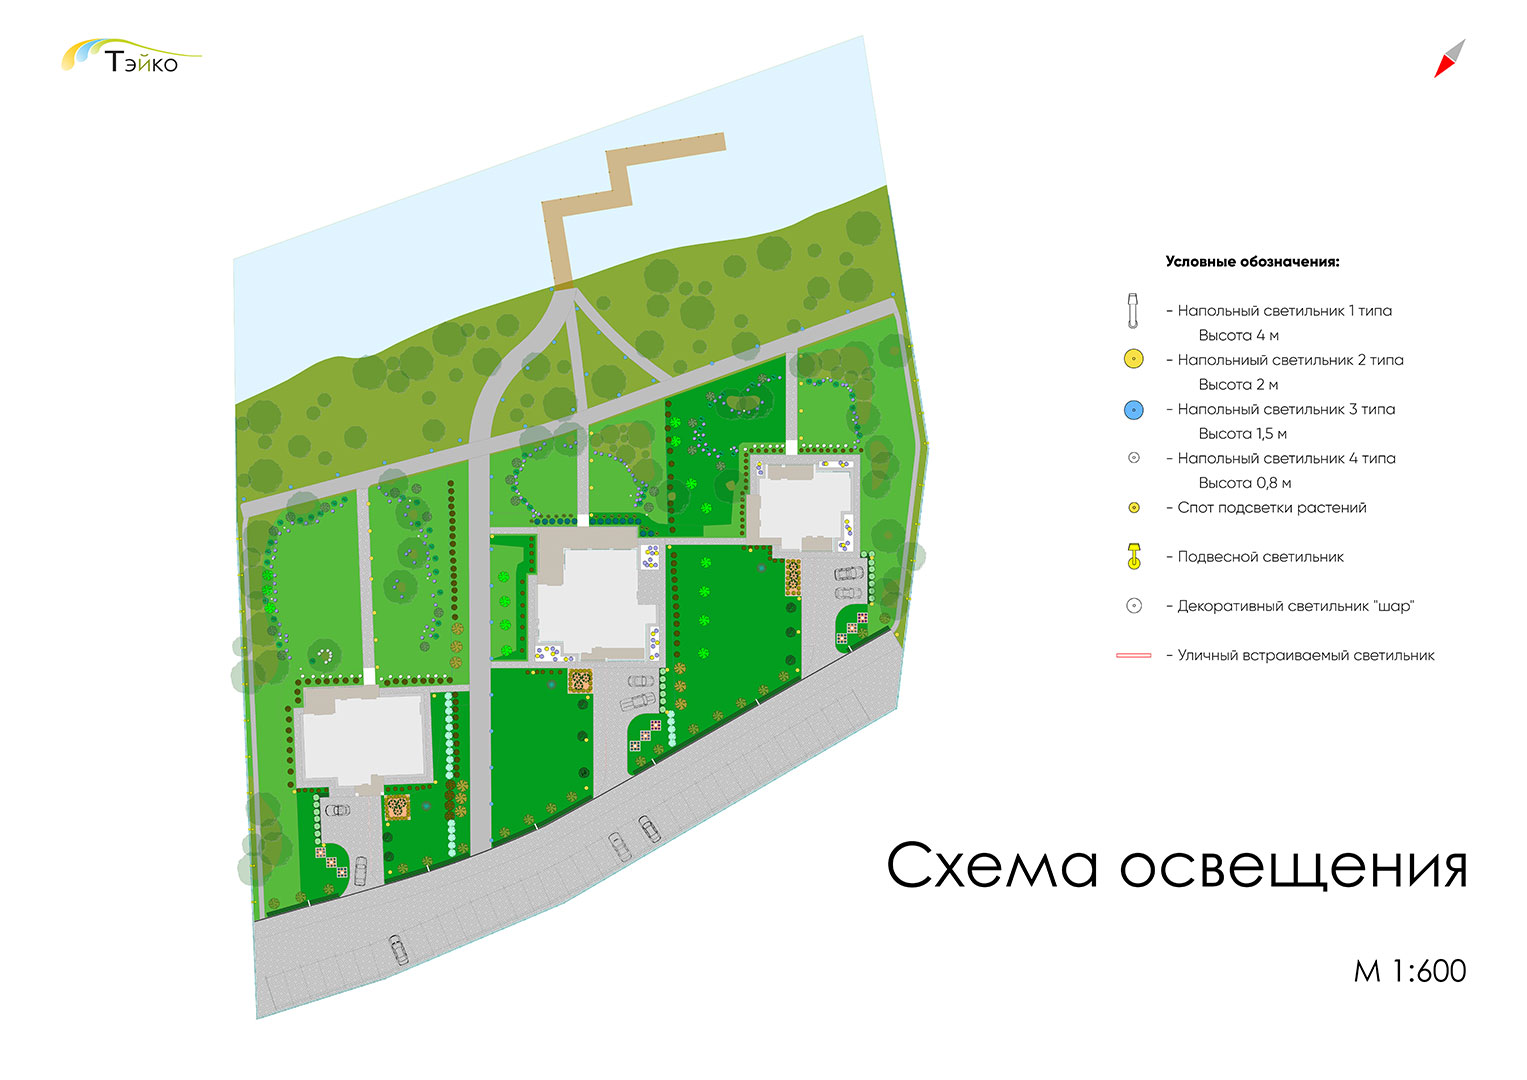 Тэйко
Условные обозначения:
- Напольный светильник 1 типа
Высота 4 м
- Напольниый светильник 2 типа
Высота 2 м
- Напольный светильник 3 типа
Высота 1,5 м
- Напольный светильник 4 типа
Высота 0,8 м
- Спот подсветки растений
- Подвесной светильник
- Декоративный светильник "шар"
- Уличный встраиваемый светильник
Схема освещения
М 1:600